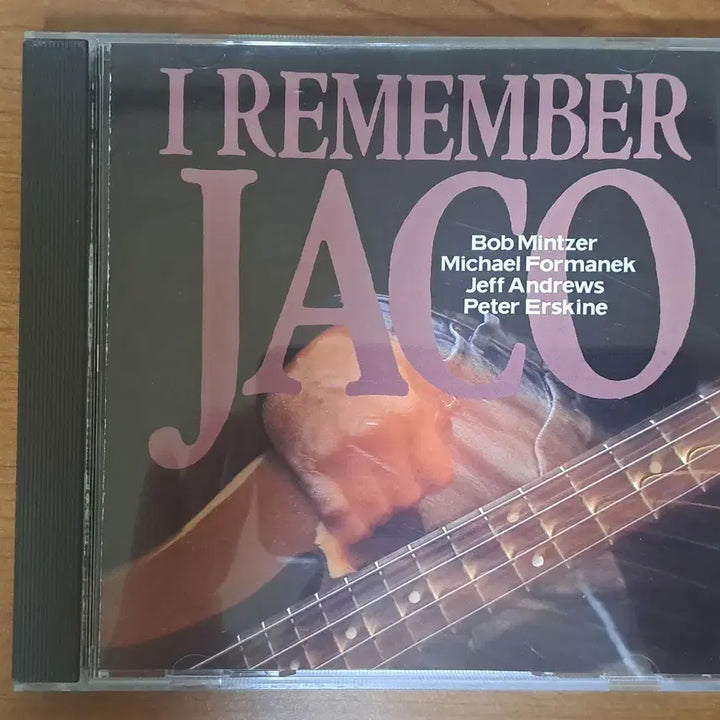 I REMEMBER
JACO
Bob Mintzer
Michael Formanek
Jeff Andrews
Peter Erskine